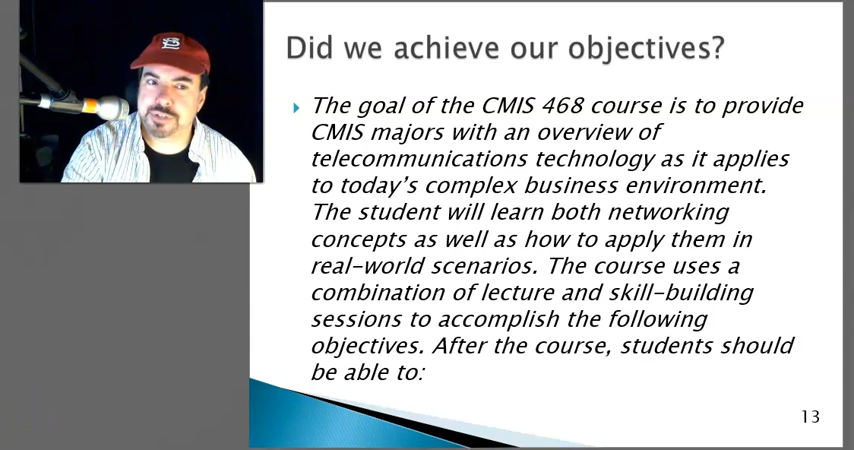 Did we achieve our objectives?
The goal of the CMIS 468 course is to provide
CMIS majors with an overview of
telecommunications technology as it applies
to today's complex business environment.
The student will learn both networking
concepts as well as how to apply them in
real-world scenarios. The course uses a
combination of lecture and skill-building
sessions to accomplish the following
objectives. After the course, students should
be able to:
13